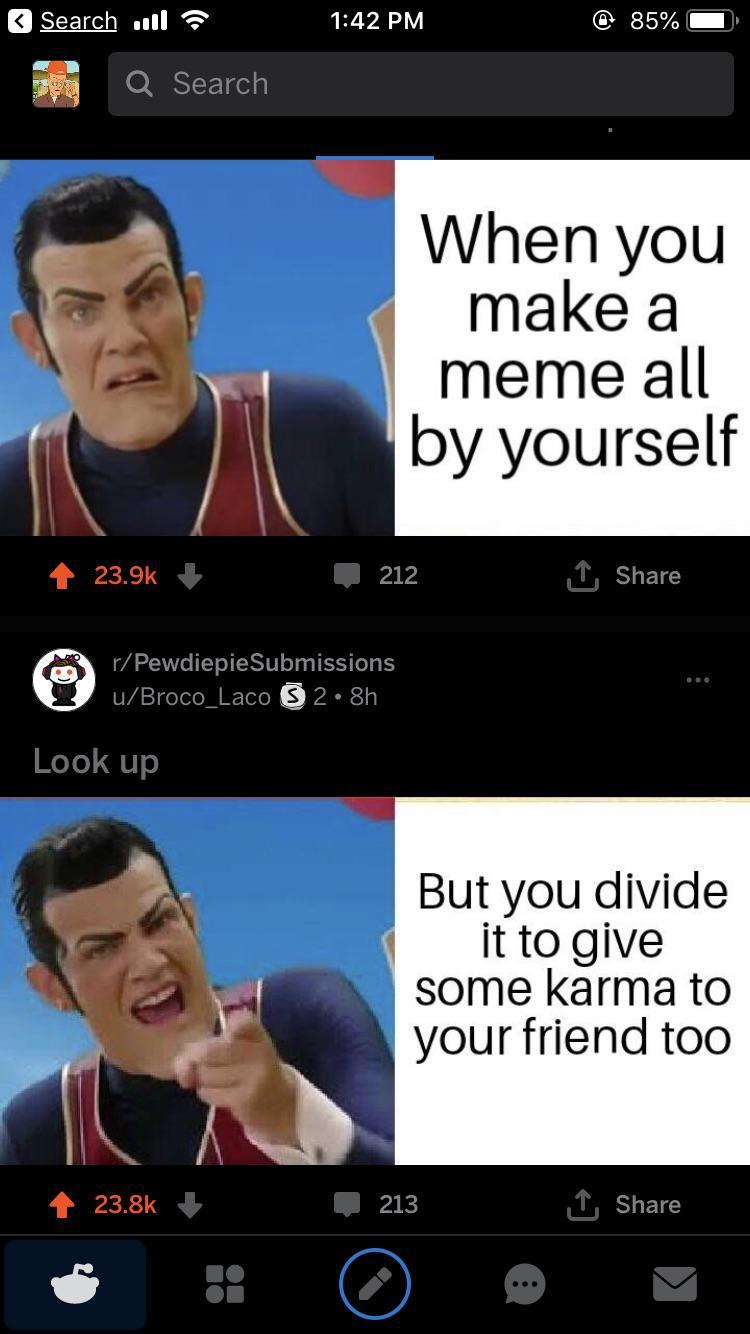 Search
1:42 PM
85%
Search
When you
make a
meme all
by yourself
23.9k
212
Share
r/PewdiepieSubmissions
u/Broco_Laco S 2 • 8h
Look up
But you divide
it to give
some karma to
your friend too
23.8k
213
Share